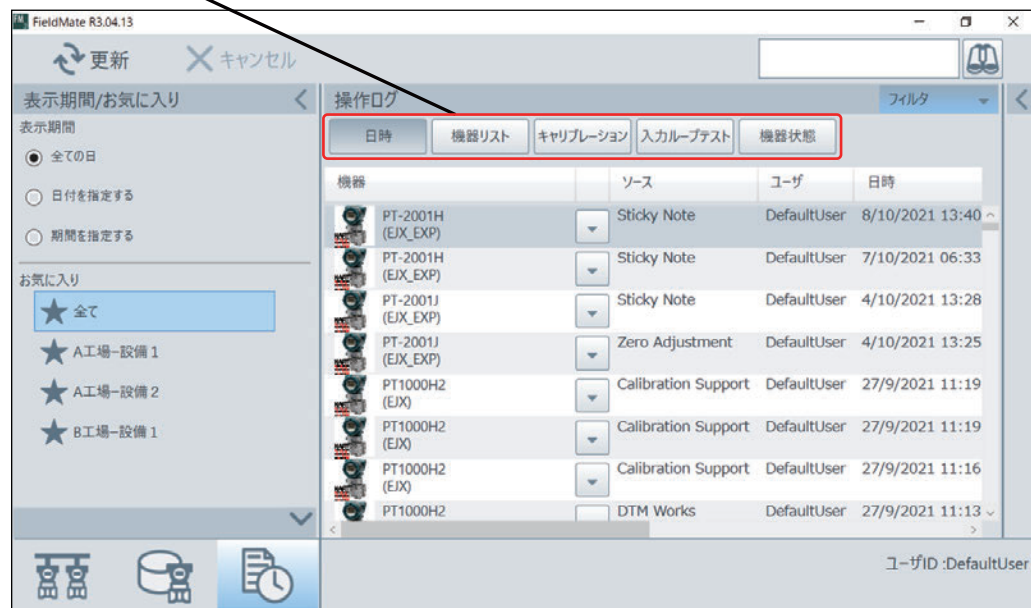 FieldMate R3.04.13
更新 キャンセル
表示期間/お気に入り
表示期間
全ての日
日付を指定する
期間を指定する
お気に入り
全て
A工場-設備 1
A工場-設備 2
B工場-設備 1
操作ログ フィルタ
日時 機器リスト キャリブレーション 入力ループテスト 機器状態
機器 ソース ユーザ 日時
PT-2001H Sticky Note DefaultUser 8/10/2021 13:40
(EJX_EXP)
PT-2001H Sticky Note DefaultUser 7/10/2021 06:33
(EJX_EXP)
PT-2001J Sticky Note DefaultUser 4/10/2021 13:28
(EJX_EXP)
PT-2001J Zero Adjustment DefaultUser 4/10/2021 13:25
(EJX_EXP)
PT1000H2 Calibration Support DefaultUser 27/9/2021 11:19
(EJX)
PT1000H2 Calibration Support DefaultUser 27/9/2021 11:19
(EJX)
PT1000H2 Calibration Support DefaultUser 27/9/2021 11:16
(EJX)
PT1000H2 DTM Works DefaultUser 27/9/2021 11:13
ユーザID :DefaultUser